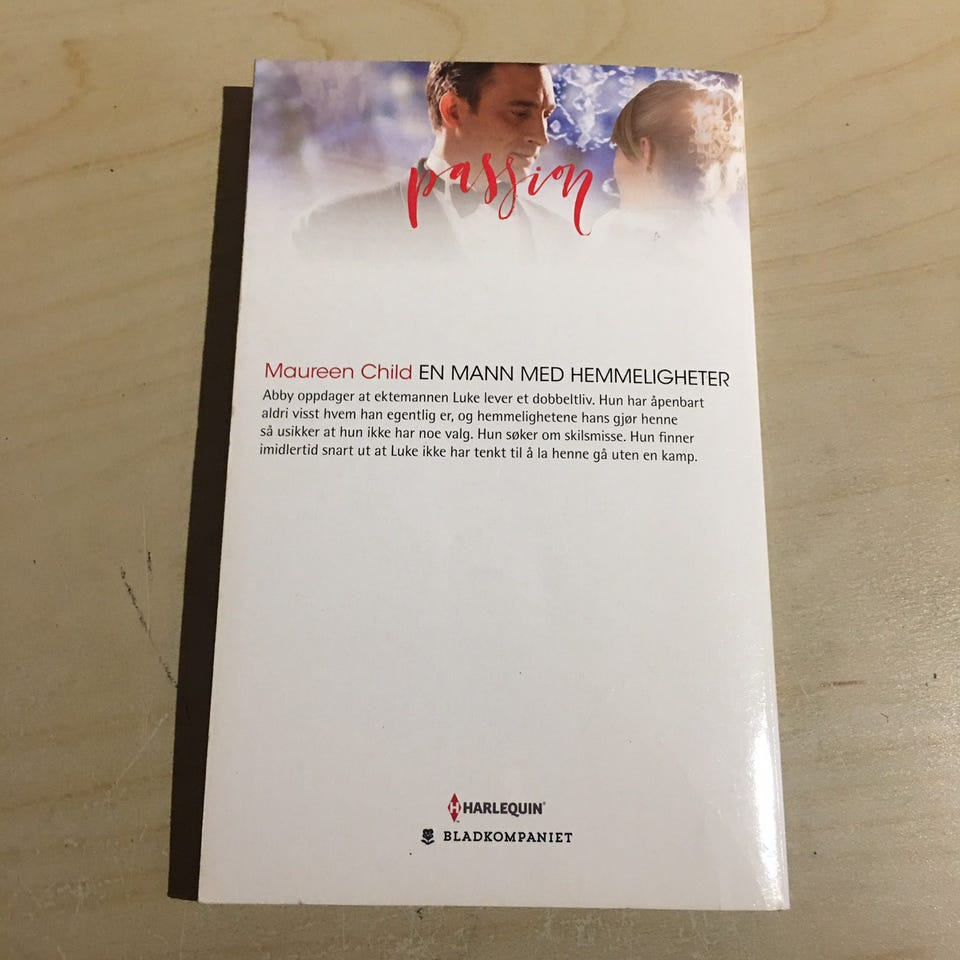 passion
Maureen Child EN MANN MED HEMMELIGHETER
Abby oppdager at ektemannen Luke lever et dobbeltliv. Hun har åpenbart
aldri visst hvem han egentlig er, og hemmelighetene hans gjør henne
så usikker at hun ikke har noe valg. Hun søker om skilsmisse. Hun finner
imidlertid snart ut at Luke ikke har tenkt til å la henne gå uten en kamp.
H HARLEQUIN®
BLADKOMPANIET